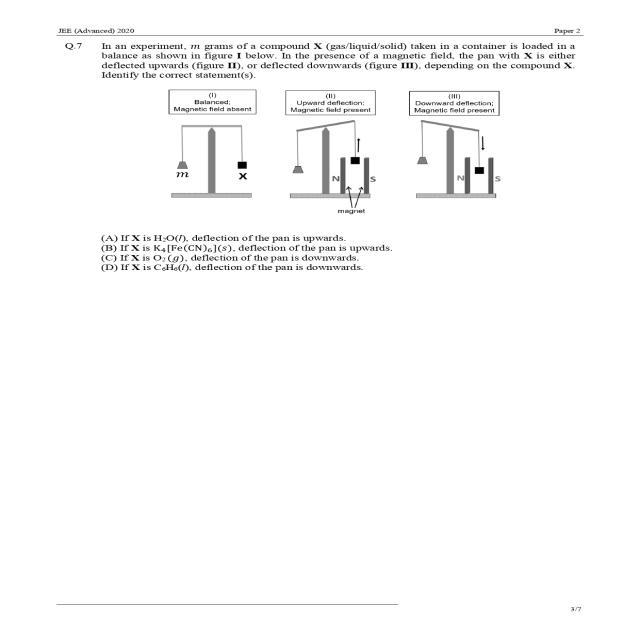 JEE (Advanced) 2020 Paper 2
Q.7 In an experiment, m grams of a compound X (gas/liquid/solid) taken in a container is loaded in a
balance as shown in figure I below. In the presence of a magnetic field, the pan with X is either
deflected upwards (figure II), or deflected downwards (figure III), depending on the compound X.
Identify the correct statement(s).
(I)
Balanced;
Magnetic field absent
(II)
Upward deflection;
Magnetic field present
(III)
Downward deflection;
Magnetic field present
m X
N S
N S
magnet
(A) If X is H₂O(l), deflection of the pan is upwards.
(B) If X is K₄[Fe(CN)₆](s), deflection of the pan is upwards.
(C) If X is O₂ (g), deflection of the pan is downwards.
(D) If X is C₆H₆(l), deflection of the pan is downwards.
3/7